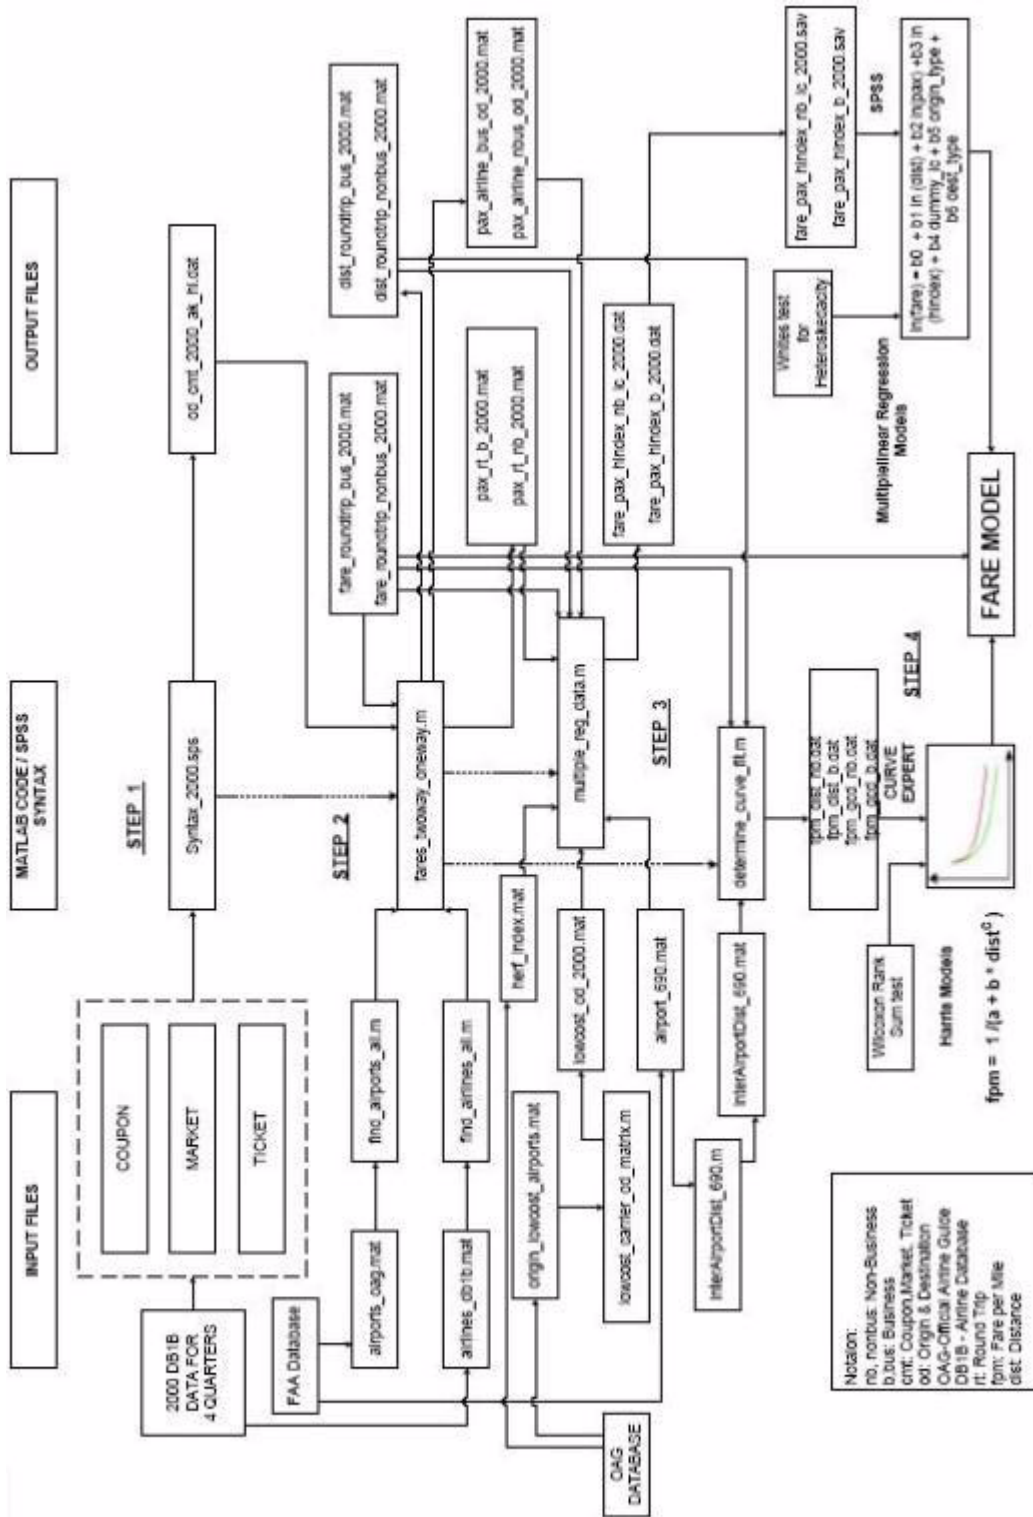 INPUT FILES
MATLAB CODE / SPSS
SYNTAX
OUTPUT FILES
2000 DB1B
DATA FOR
4 QUARTERS
COUPON
MARKET
TICKET
STEP 1
Syntax_2000.sps
od_cmt_2000_ak_hi.dat
FAA Database
airports_oag.mat
find_airports_all.m
airlines_db1b.mat
find_airlines_all.m
STEP 2
fares_twoway_oneway.m
fare_roundtrip_bus_2000.mat
fare_roundtrip_nonbus_2000.mat
dist_roundtrip_bus_2000.mat
dist_roundtrip_nonbus_2000.mat
pax_rt_b_2000.mat
pax_rt_nb_2000.mat
pax_airline_bus_od_2000.mat
pax_airline_nbus_od_2000.mat
OAG
DATABASE
herf_index.mat
origin_lowcost_airports.mat
lowcost_od_2000.mat
lowcost_carrier_od_matrix.m
multiple_reg_data.m
airport_690.mat
STEP 3
fare_pax_hindex_nb_lc_2000.dat
fare_pax_hindex_b_2000.dat
InterAirportDist_690.m
InterAirportDist_690.mat
determine_curve_fit.m
fare_pax_hindex_nb_lc_2000.sav
fare_pax_hindex_b_2000.sav
SPSS
Whites test
for
Heteroskedacity
fpm_dist_nb.dat
fpm_dist_b.dat
fpm_gcd_nb.dat
fpm_gcd_b.dat
CURVE
EXPERT
STEP 4
Multiplelinear Regression
Models
ln(fare) = b0 + b1 ln (dist) + b2 ln(pax) +b3 ln
(hindex) + b4 dummy_lc + b5 origin_type +
b6 dest_type
Wilcoxon Rank
Sum test
Harris Models
fpm = 1 /(a + b * dist^c )
FARE MODEL
Notaion:
nb, nonbus: Non-Business
b,bus: Business
cmt: Coupon,Market, Ticket
od: Origin & Destination
OAG-Official Airline Guide
DB1B - Airline Database
rt: Round Trip
fpm: Fare per Mile
dist: Distance